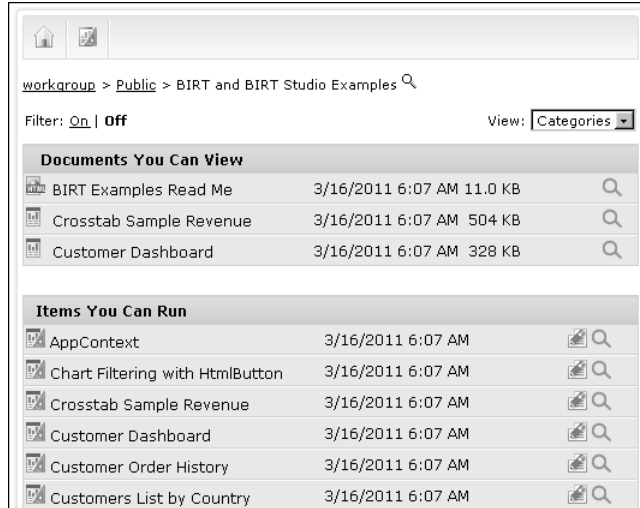 workgroup > Public > BIRT and BIRT Studio Examples
Filter: On | Off View: Categories
Documents You Can View
BIRT Examples Read Me 3/16/2011 6:07 AM 11.0 KB
Crosstab Sample Revenue 3/16/2011 6:07 AM 504 KB
Customer Dashboard 3/16/2011 6:07 AM 328 KB
Items You Can Run
AppContext 3/16/2011 6:07 AM
Chart Filtering with HtmlButton 3/16/2011 6:07 AM
Crosstab Sample Revenue 3/16/2011 6:07 AM
Customer Dashboard 3/16/2011 6:07 AM
Customer Order History 3/16/2011 6:07 AM
Customers List by Country 3/16/2011 6:07 AM